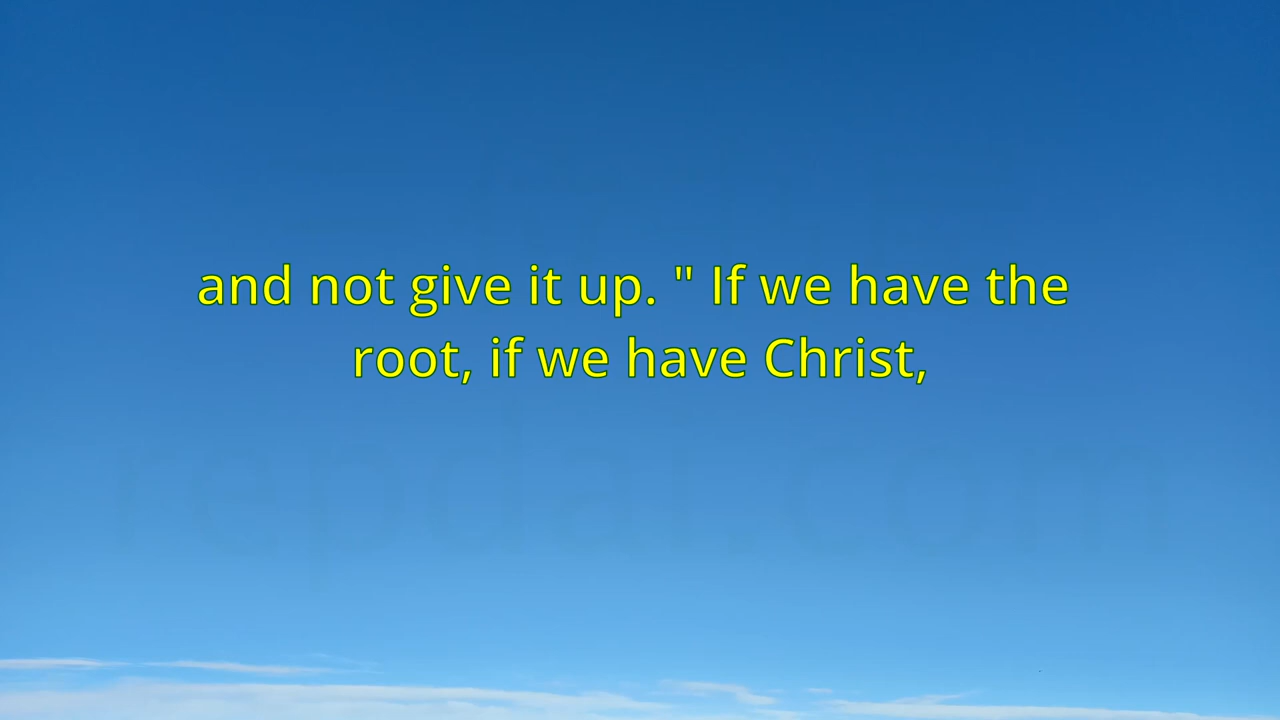 and not give it up. " If we have the
root, if we have Christ,